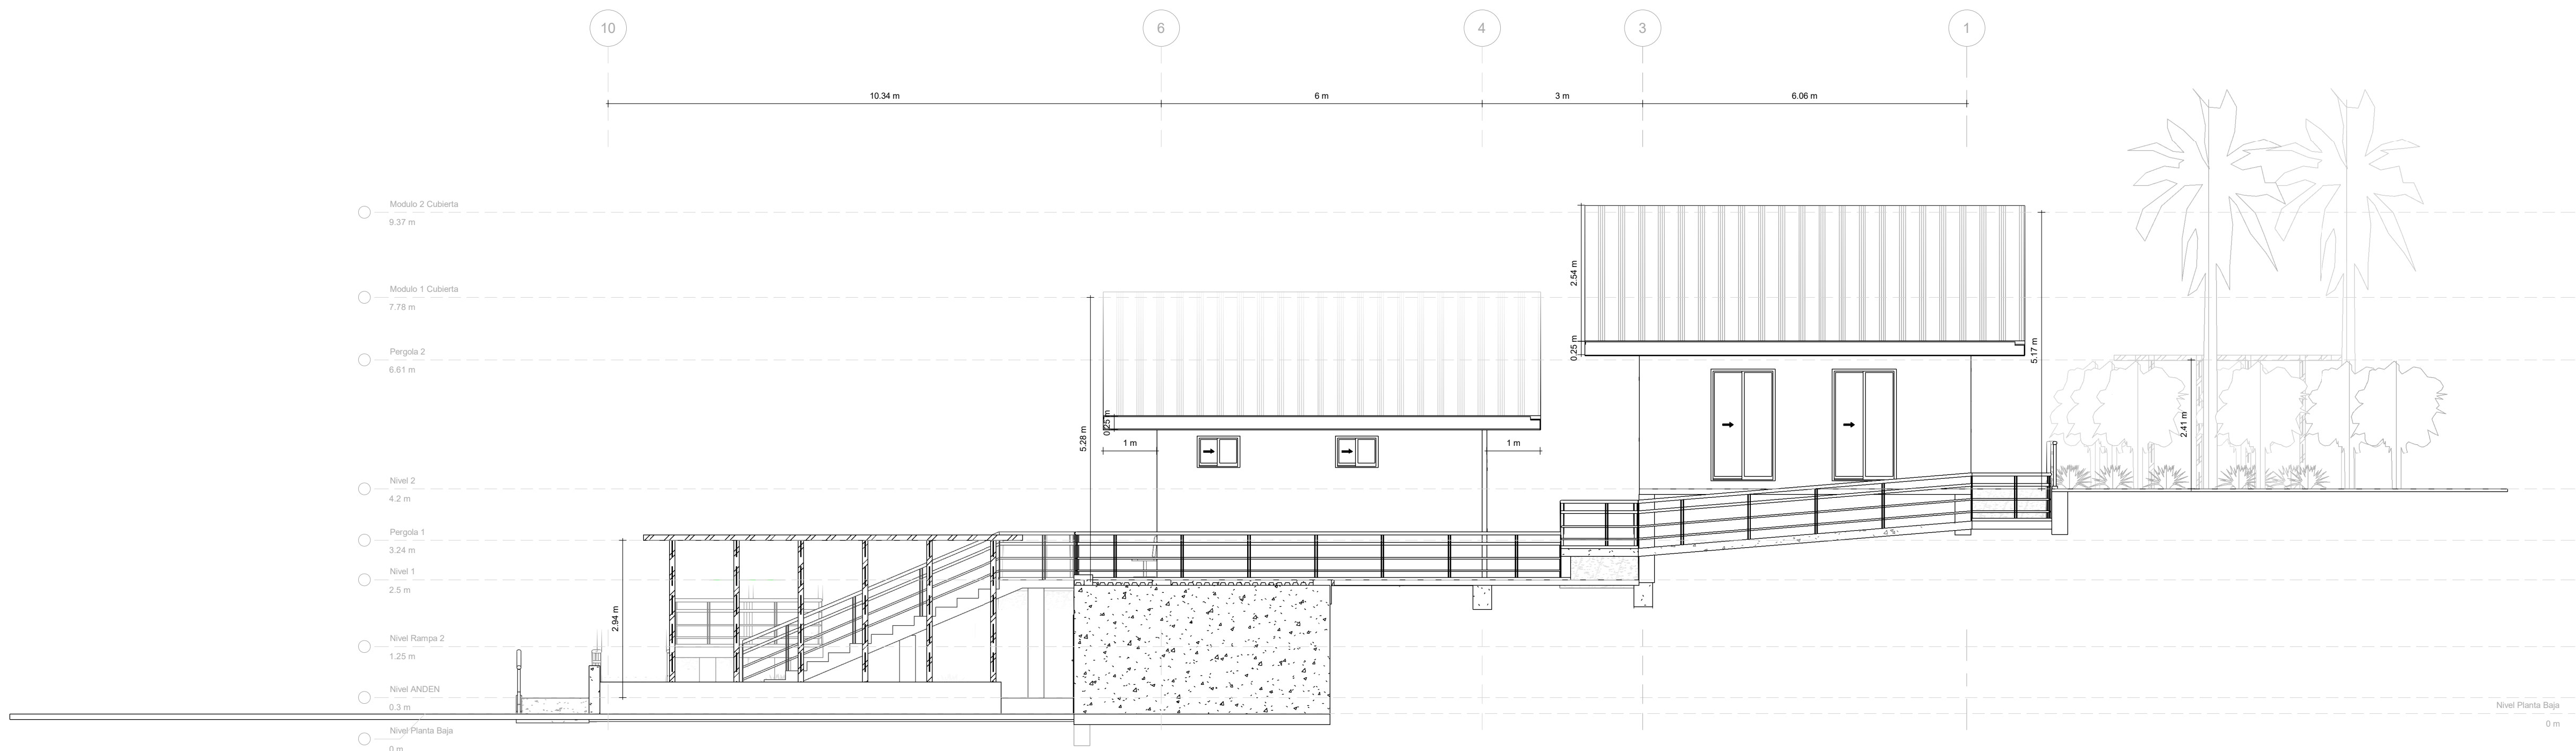 10
6
4
3
1
10.34 m
6 m
3 m
6.06 m
Modulo 2 Cubierta
9.37 m
Modulo 1 Cubierta
7.78 m
Pergola 2
6.61 m
Nivel 2
4.2 m
Pergola 1
3.24 m
Nivel 1
2.5 m
Nivel Rampa 2
1.25 m
Nivel ANDEN
0.3 m
Nivel Planta Baja
0 m
2.94 m
5.28 m
0.25 m
1 m
1 m
2.54 m
0.25 m
5.17 m
2.41 m
Nivel Planta Baja
0 m